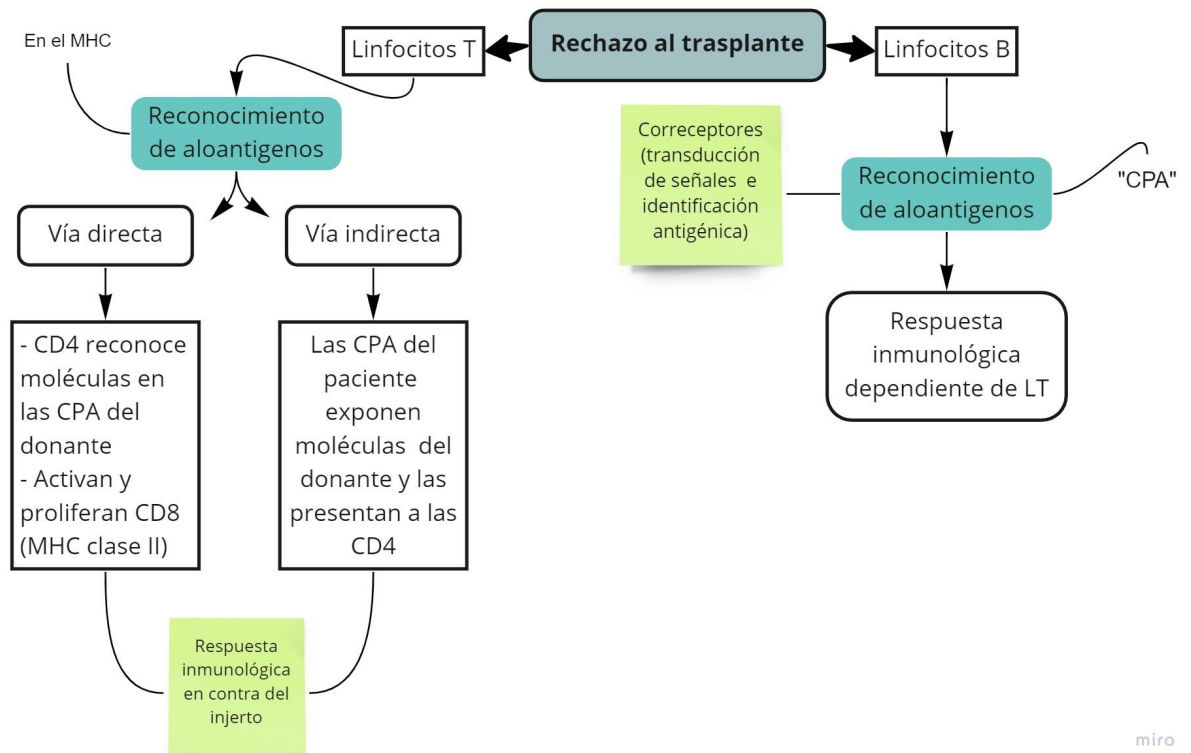 Rechazo al trasplante
Linfocitos T
Linfocitos B
En el MHC
Reconocimiento
de aloantigenos
Vía directa
Vía indirecta
- CD4 reconoce
moléculas en
las CPA del
donante
- Activan y
proliferan CD8
(MHC clase II)
Las CPA del
paciente
exponen
moléculas del
donante y las
presentan a las
CD4
Respuesta
inmunológica
en contra del
injerto
Correceptores
(transducción
de señales e
identificación
antigénica)
Reconocimiento
de aloantigenos
"CPA"
Respuesta
inmunológica
dependiente de LT
miro